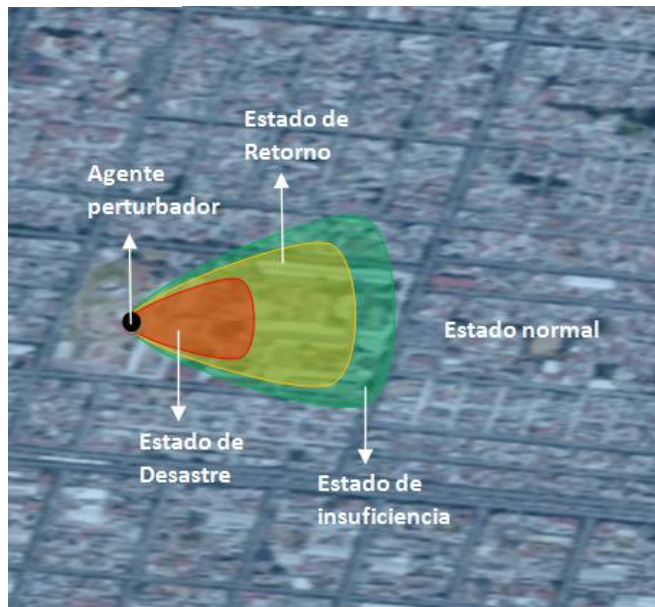 Estado de
Retorno
Agente
perturbador
Estado normal
Estado de
Desastre
Estado de
insuficiencia